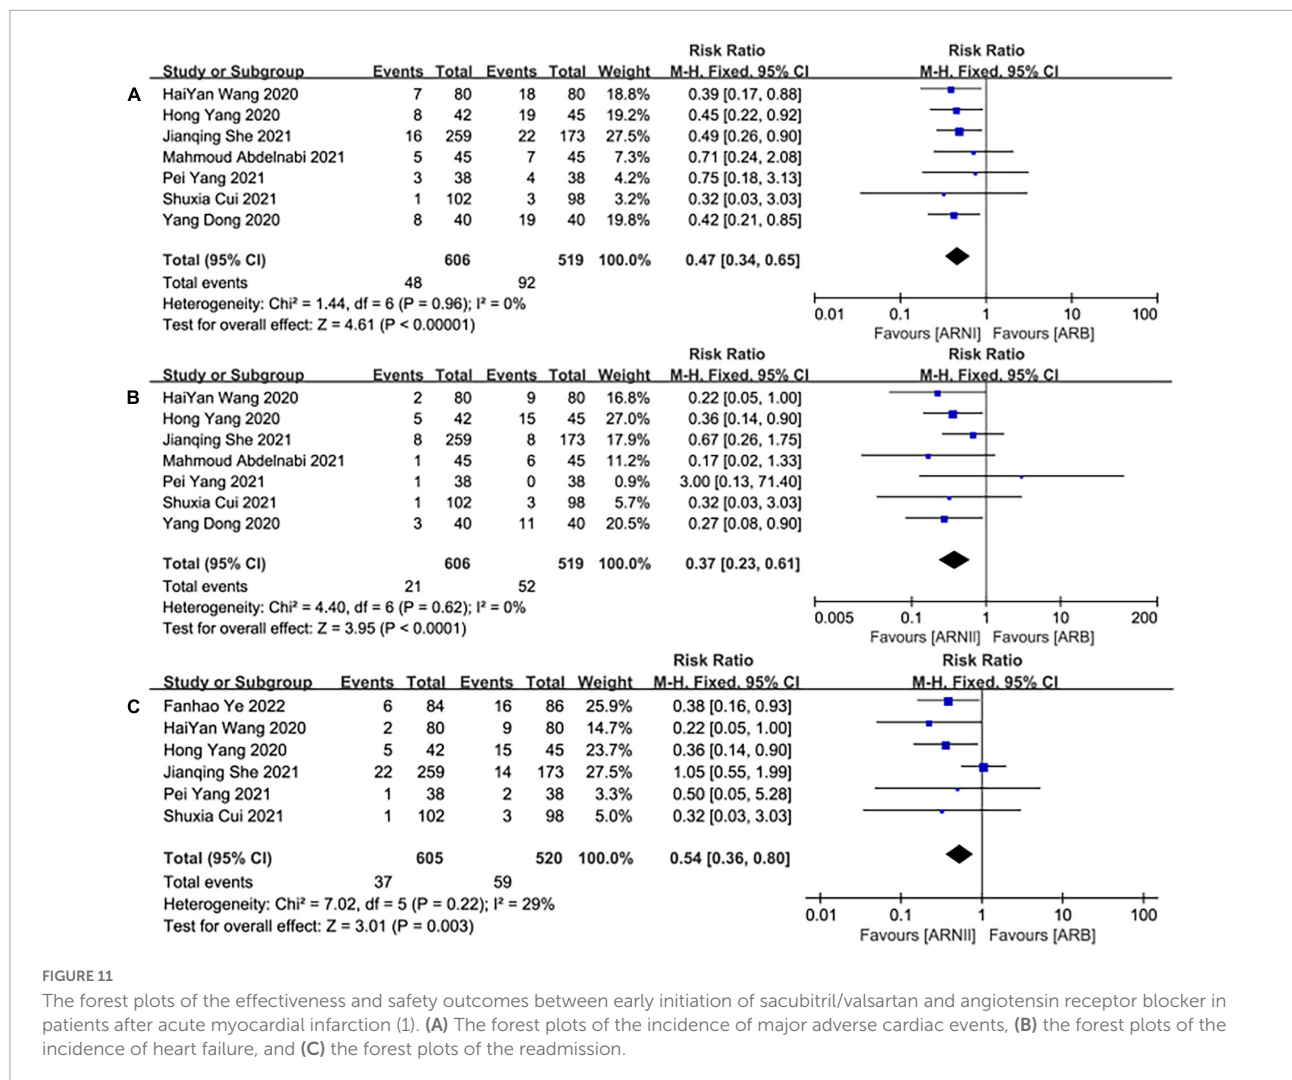 Risk Ratio Risk Ratio
Study or Subgroup Events Total Events Total Weight M-H, Fixed, 95% CI M-H, Fixed, 95% CI
A HaiYan Wang 2020 7 80 18 80 18.8% 0.39 [0.17, 0.88]
Hong Yang 2020 8 42 19 45 19.2% 0.45 [0.22, 0.92]
Jianqing She 2021 16 259 22 173 27.5% 0.49 [0.26, 0.90]
Mahmoud Abdelnabi 2021 5 45 7 45 7.3% 0.71 [0.24, 2.08]
Pei Yang 2021 3 38 4 38 4.2% 0.75 [0.18, 3.13]
Shuxia Cui 2021 1 102 3 98 3.2% 0.32 [0.03, 3.03]
Yang Dong 2020 8 40 19 40 19.8% 0.42 [0.21, 0.85]
Total (95% CI) 606 519 100.0% 0.47 [0.34, 0.65]
Total events 48 92
Heterogeneity: Chi² = 1.44, df = 6 (P = 0.96); I² = 0%
0.01 0.1 1 10 100
Test for overall effect: Z = 4.61 (P < 0.00001)
Favours [ARNI] Favours [ARB]
Risk Ratio Risk Ratio
Study or Subgroup Events Total Events Total Weight M-H, Fixed, 95% CI M-H, Fixed, 95% CI
B HaiYan Wang 2020 2 80 9 80 16.8% 0.22 [0.05, 1.00]
Hong Yang 2020 5 42 15 45 27.0% 0.36 [0.14, 0.90]
Jianqing She 2021 8 259 8 173 17.9% 0.67 [0.26, 1.75]
Mahmoud Abdelnabi 2021 1 45 6 45 11.2% 0.17 [0.02, 1.33]
Pei Yang 2021 1 38 0 38 0.9% 3.00 [0.13, 71.40]
Shuxia Cui 2021 1 102 3 98 5.7% 0.32 [0.03, 3.03]
Yang Dong 2020 3 40 11 40 20.5% 0.27 [0.08, 0.90]
Total (95% CI) 606 519 100.0% 0.37 [0.23, 0.61]
Total events 21 52
Heterogeneity: Chi² = 4.40, df = 6 (P = 0.62); I² = 0%
0.005 0.1 1 10 200
Test for overall effect: Z = 3.95 (P < 0.0001)
Favours [ARNII] Favours [ARB]
Risk Ratio Risk Ratio
Study or Subgroup Events Total Events Total Weight M-H, Fixed, 95% CI M-H, Fixed, 95% CI
C Fanhao Ye 2022 6 84 16 86 25.9% 0.38 [0.16, 0.93]
HaiYan Wang 2020 2 80 9 80 14.7% 0.22 [0.05, 1.00]
Hong Yang 2020 5 42 15 45 23.7% 0.36 [0.14, 0.90]
Jianqing She 2021 22 259 14 173 27.5% 1.05 [0.55, 1.99]
Pei Yang 2021 1 38 2 38 3.3% 0.50 [0.05, 5.28]
Shuxia Cui 2021 1 102 3 98 5.0% 0.32 [0.03, 3.03]
Total (95% CI) 605 520 100.0% 0.54 [0.36, 0.80]
Total events 37 59
Heterogeneity: Chi² = 7.02, df = 5 (P = 0.22); I² = 29%
0.01 0.1 1 10 100
Test for overall effect: Z = 3.01 (P = 0.003)
Favours [ARNII] Favours [ARB]
FIGURE 11
The forest plots of the effectiveness and safety outcomes between early initiation of sacubitril/valsartan and angiotensin receptor blocker in
patients after acute myocardial infarction (1). (A) The forest plots of the incidence of major adverse cardiac events, (B) the forest plots of the
incidence of heart failure, and (C) the forest plots of the readmission.